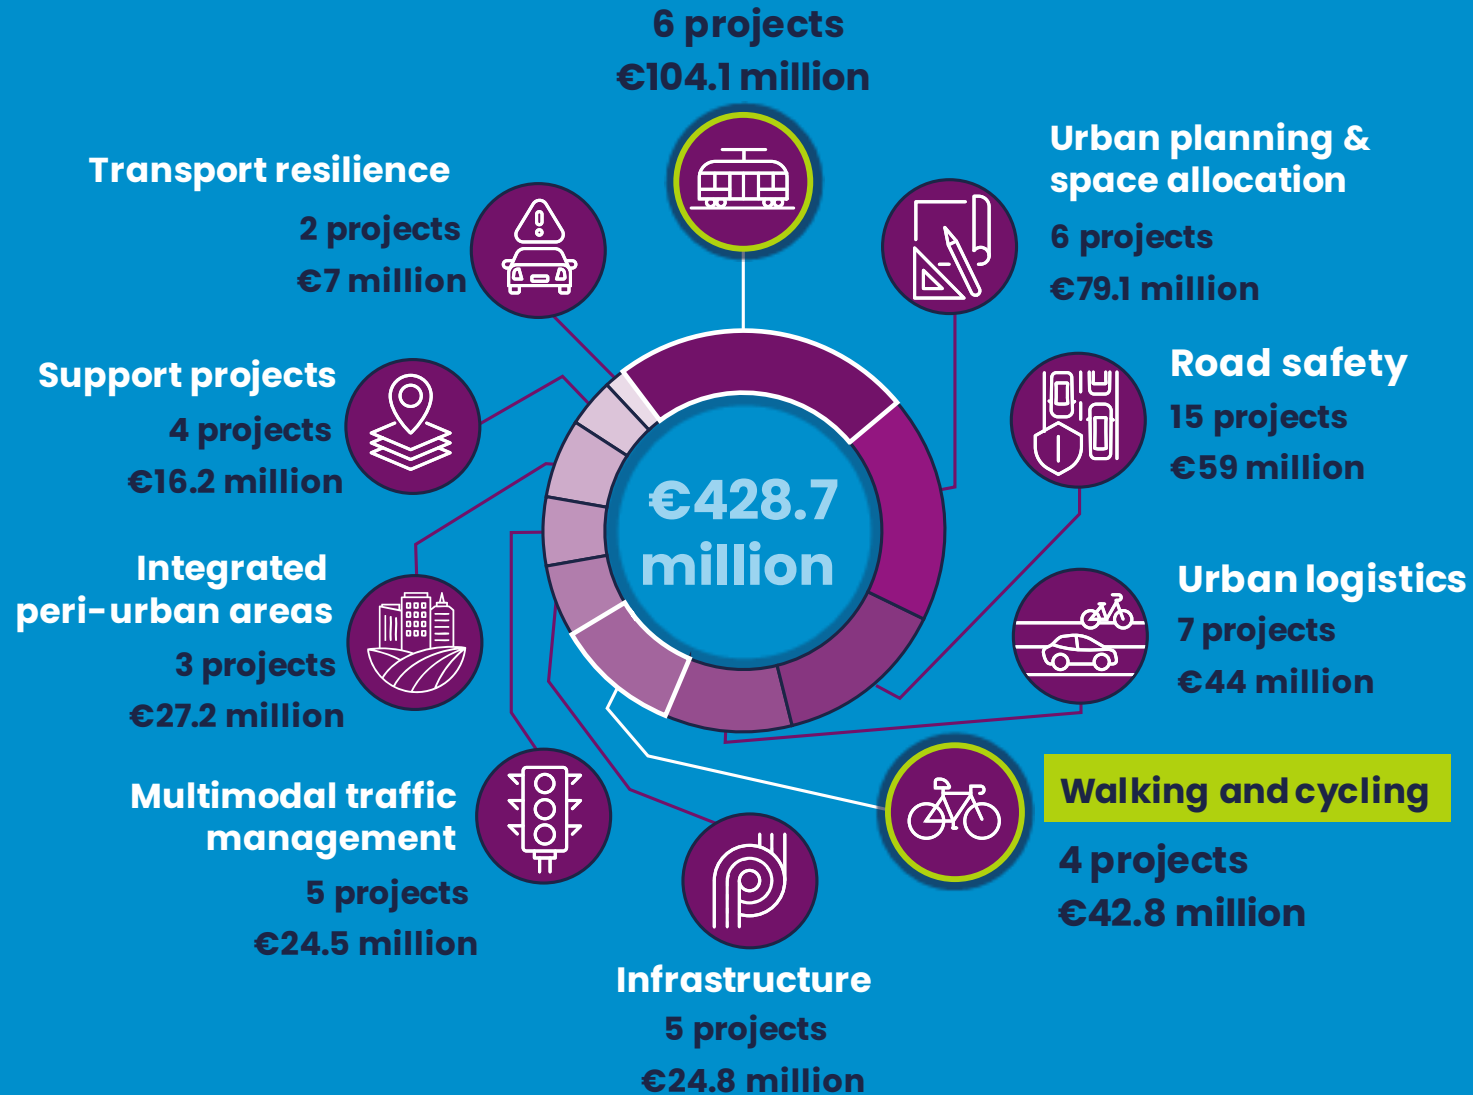 6 projects
€104.1 million
Transport resilience
2 projects
€7 million
Urban planning &
space allocation
6 projects
€79.1 million
Support projects
4 projects
€16.2 million
Road safety
15 projects
€59 million
€428.7
million
Integrated
peri-urban areas
3 projects
€27.2 million
Urban logistics
7 projects
€44 million
Multimodal traffic
management
5 projects
€24.5 million
Walking and cycling
4 projects
€42.8 million
Infrastructure
5 projects
€24.8 million